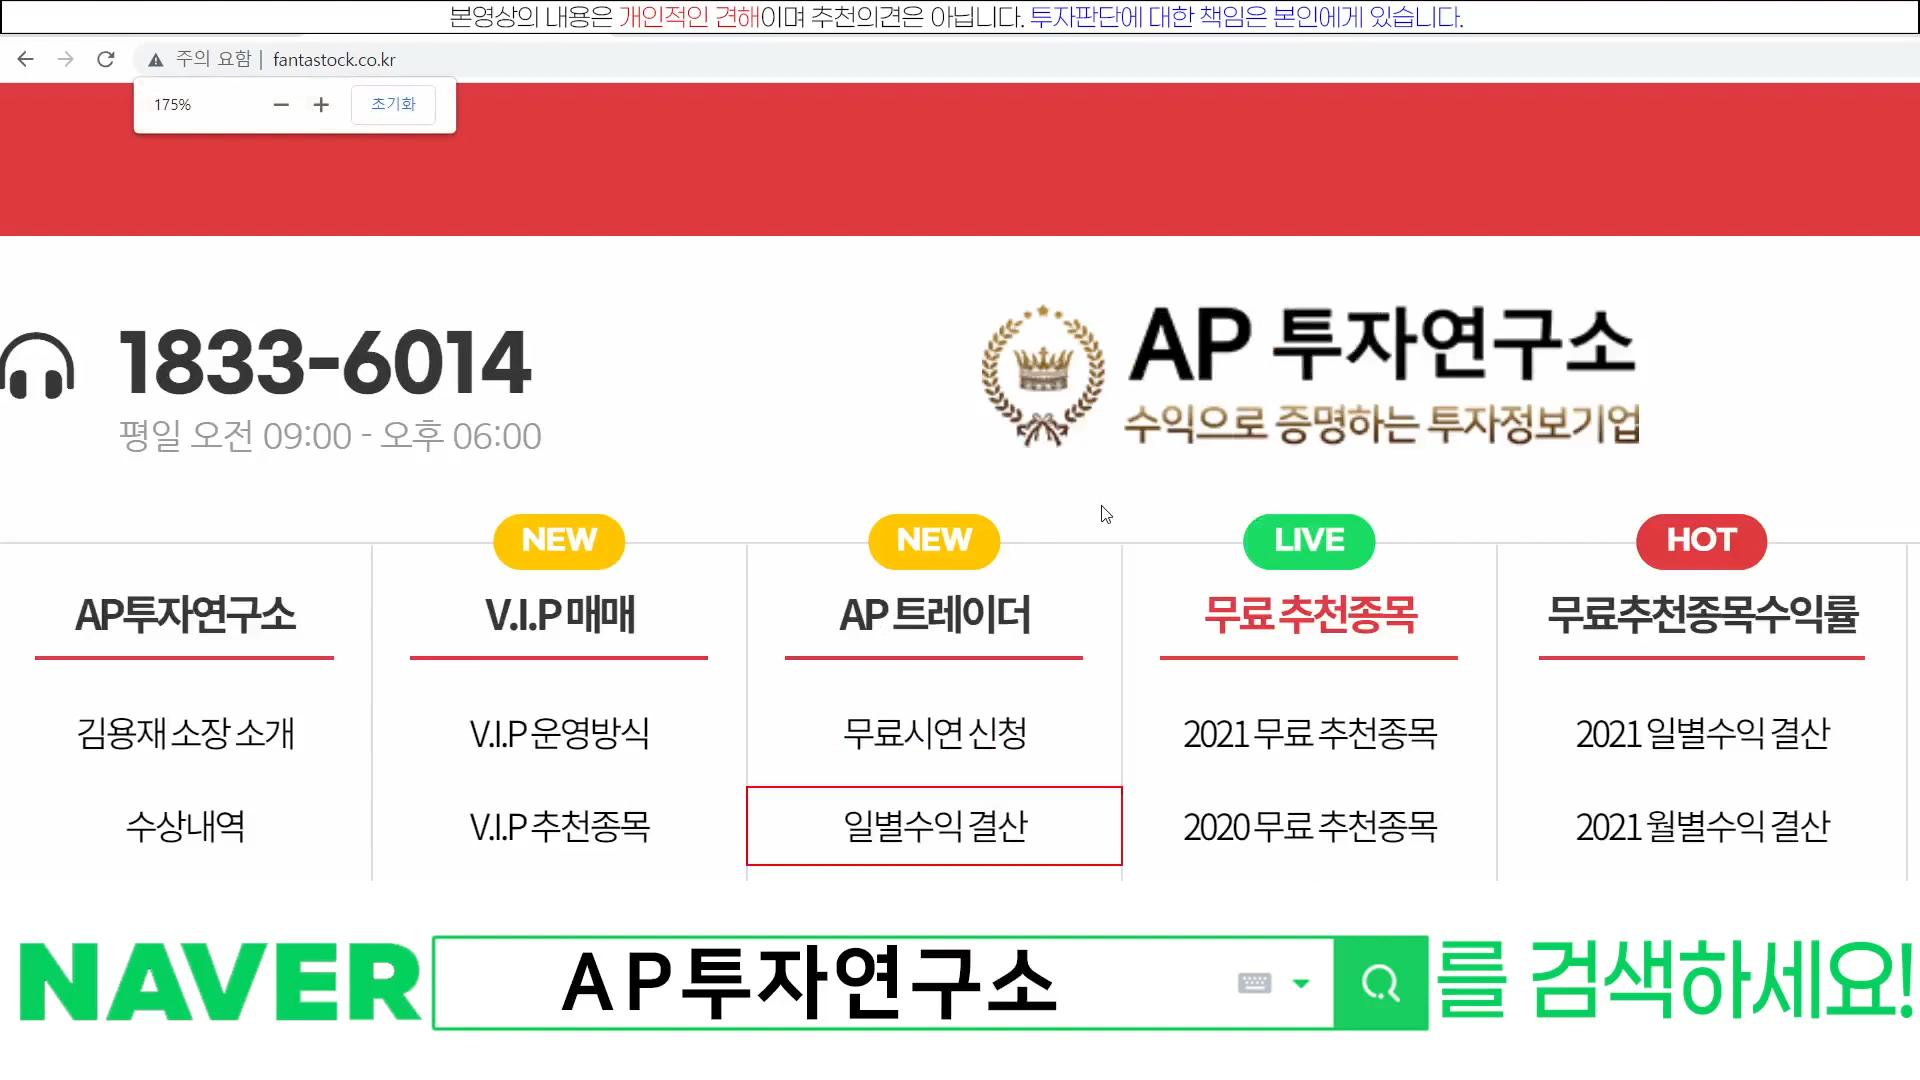 본영상의 내용은 개인적인 견해이며 추천의견은 아닙니다. 투자판단에 대한 책임은 본인에게 있습니다.
주의 요함 | fantastock.co.kr
175% − + 초기화
1833-6014
평일 오전 09:00 - 오후 06:00
AP 투자연구소
수익으로 증명하는 투자정보기업
NEW NEW LIVE HOT
AP투자연구소 V.I.P 매매 AP 트레이더 무료 추천종목 무료추천종목수익률
김용재 소장 소개 V.I.P 운영방식 무료시연 신청 2021 무료 추천종목 2021 일별수익 결산
수상내역 V.I.P 추천종목 일별수익 결산 2020 무료 추천종목 2021 월별수익 결산
NAVER AP투자연구소 를 검색하세요!